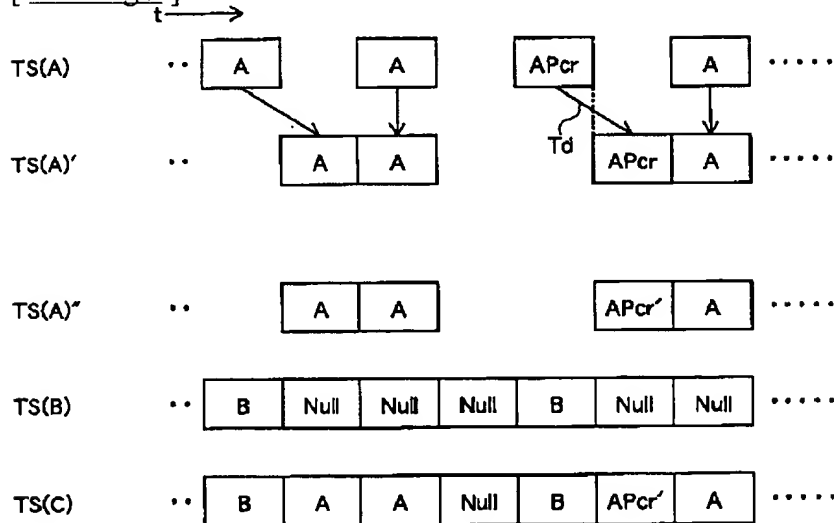 t
TS(A) ·· A A APcr A ·····
Td
TS(A)′ ·· A A APcr A ·····
TS(A)″ ·· A A APcr′ A ·····
TS(B) ·· B Null Null Null B Null Null ·····
TS(C) ·· B A A Null B APcr′ A ·····